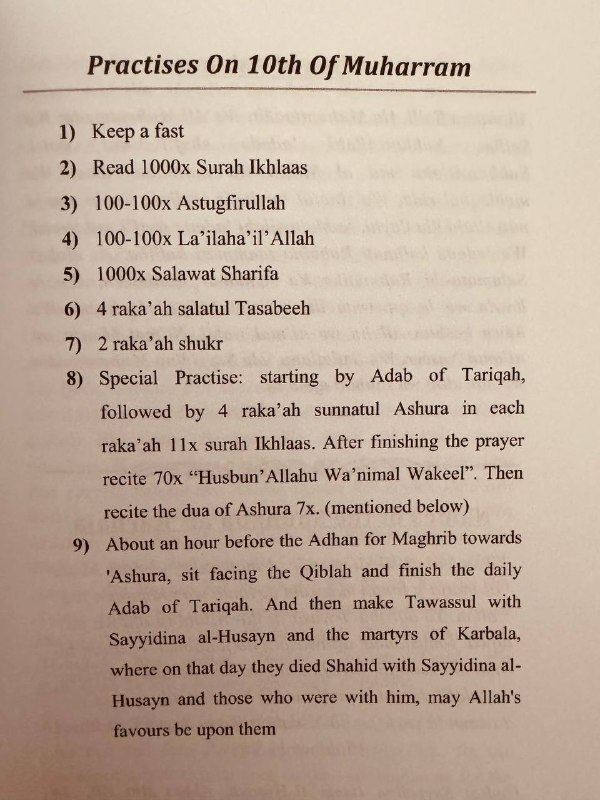 Practises On 10th Of Muharram
1) Keep a fast
2) Read 1000x Surah Ikhlaas
3) 100-100x Astugfirullah
4) 100-100x La'ilaha'il'Allah
5) 1000x Salawat Sharifa
6) 4 raka'ah salatul Tasabeeh
7) 2 raka'ah shukr
8) Special Practise: starting by Adab of Tariqah,
followed by 4 raka'ah sunnatul Ashura in each
raka'ah 11x surah Ikhlaas. After finishing the prayer
recite 70x “Husbun'Allahu Wa'nimal Wakeel”. Then
recite the dua of Ashura 7x. (mentioned below)
9) About an hour before the Adhan for Maghrib towards
'Ashura, sit facing the Qiblah and finish the daily
Adab of Tariqah. And then make Tawassul with
Sayyidina al-Husayn and the martyrs of Karbala,
where on that day they died Shahid with Sayyidina al-
Husayn and those who were with him, may Allah's
favours be upon them